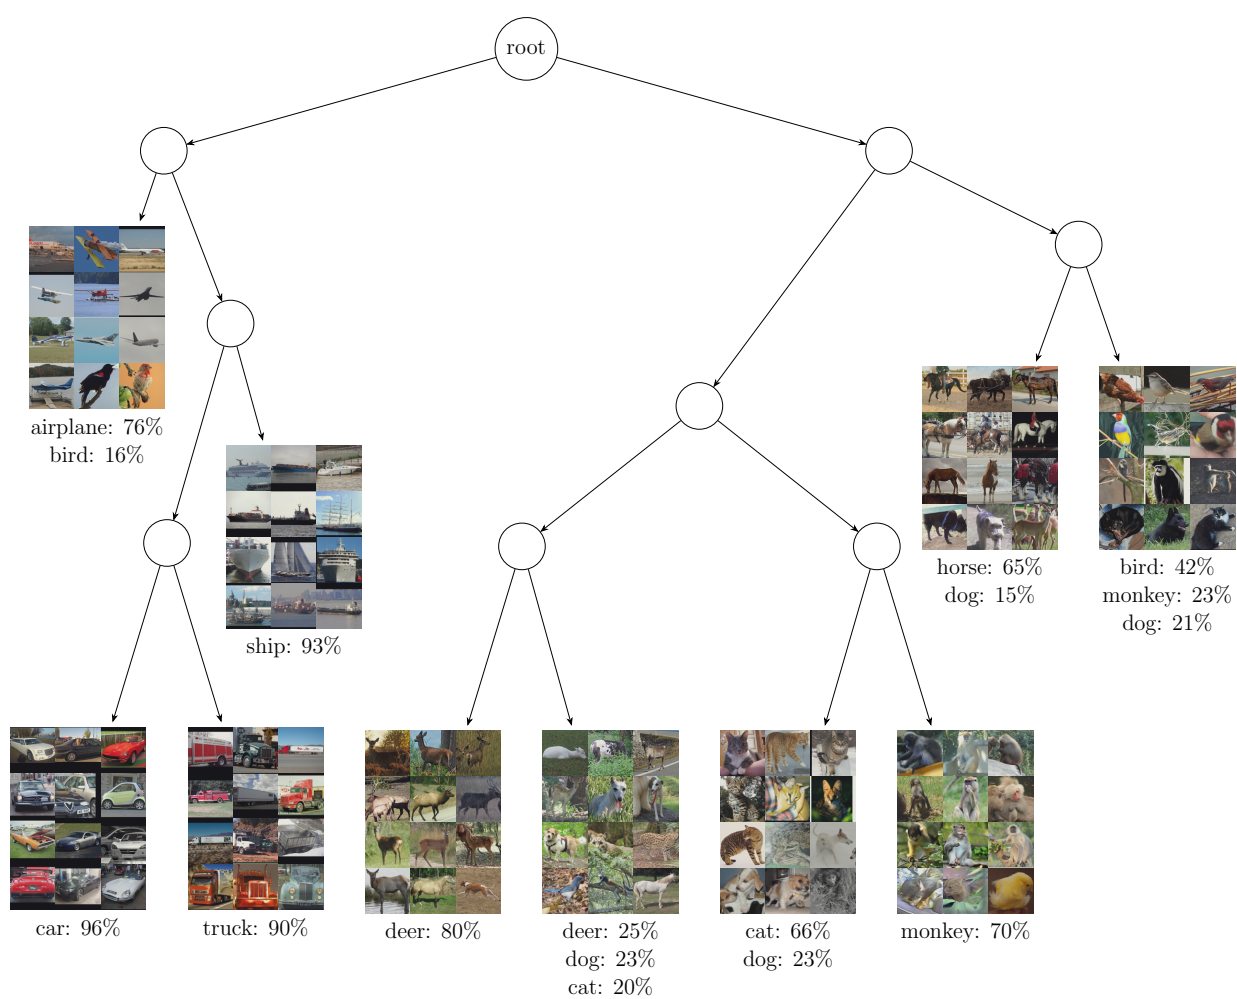 root
airplane: 76%
bird: 16%
ship: 93%
horse: 65%
dog: 15%
bird: 42%
monkey: 23%
dog: 21%
car: 96%
truck: 90%
deer: 80%
deer: 25%
dog: 23%
cat: 20%
cat: 66%
dog: 23%
monkey: 70%